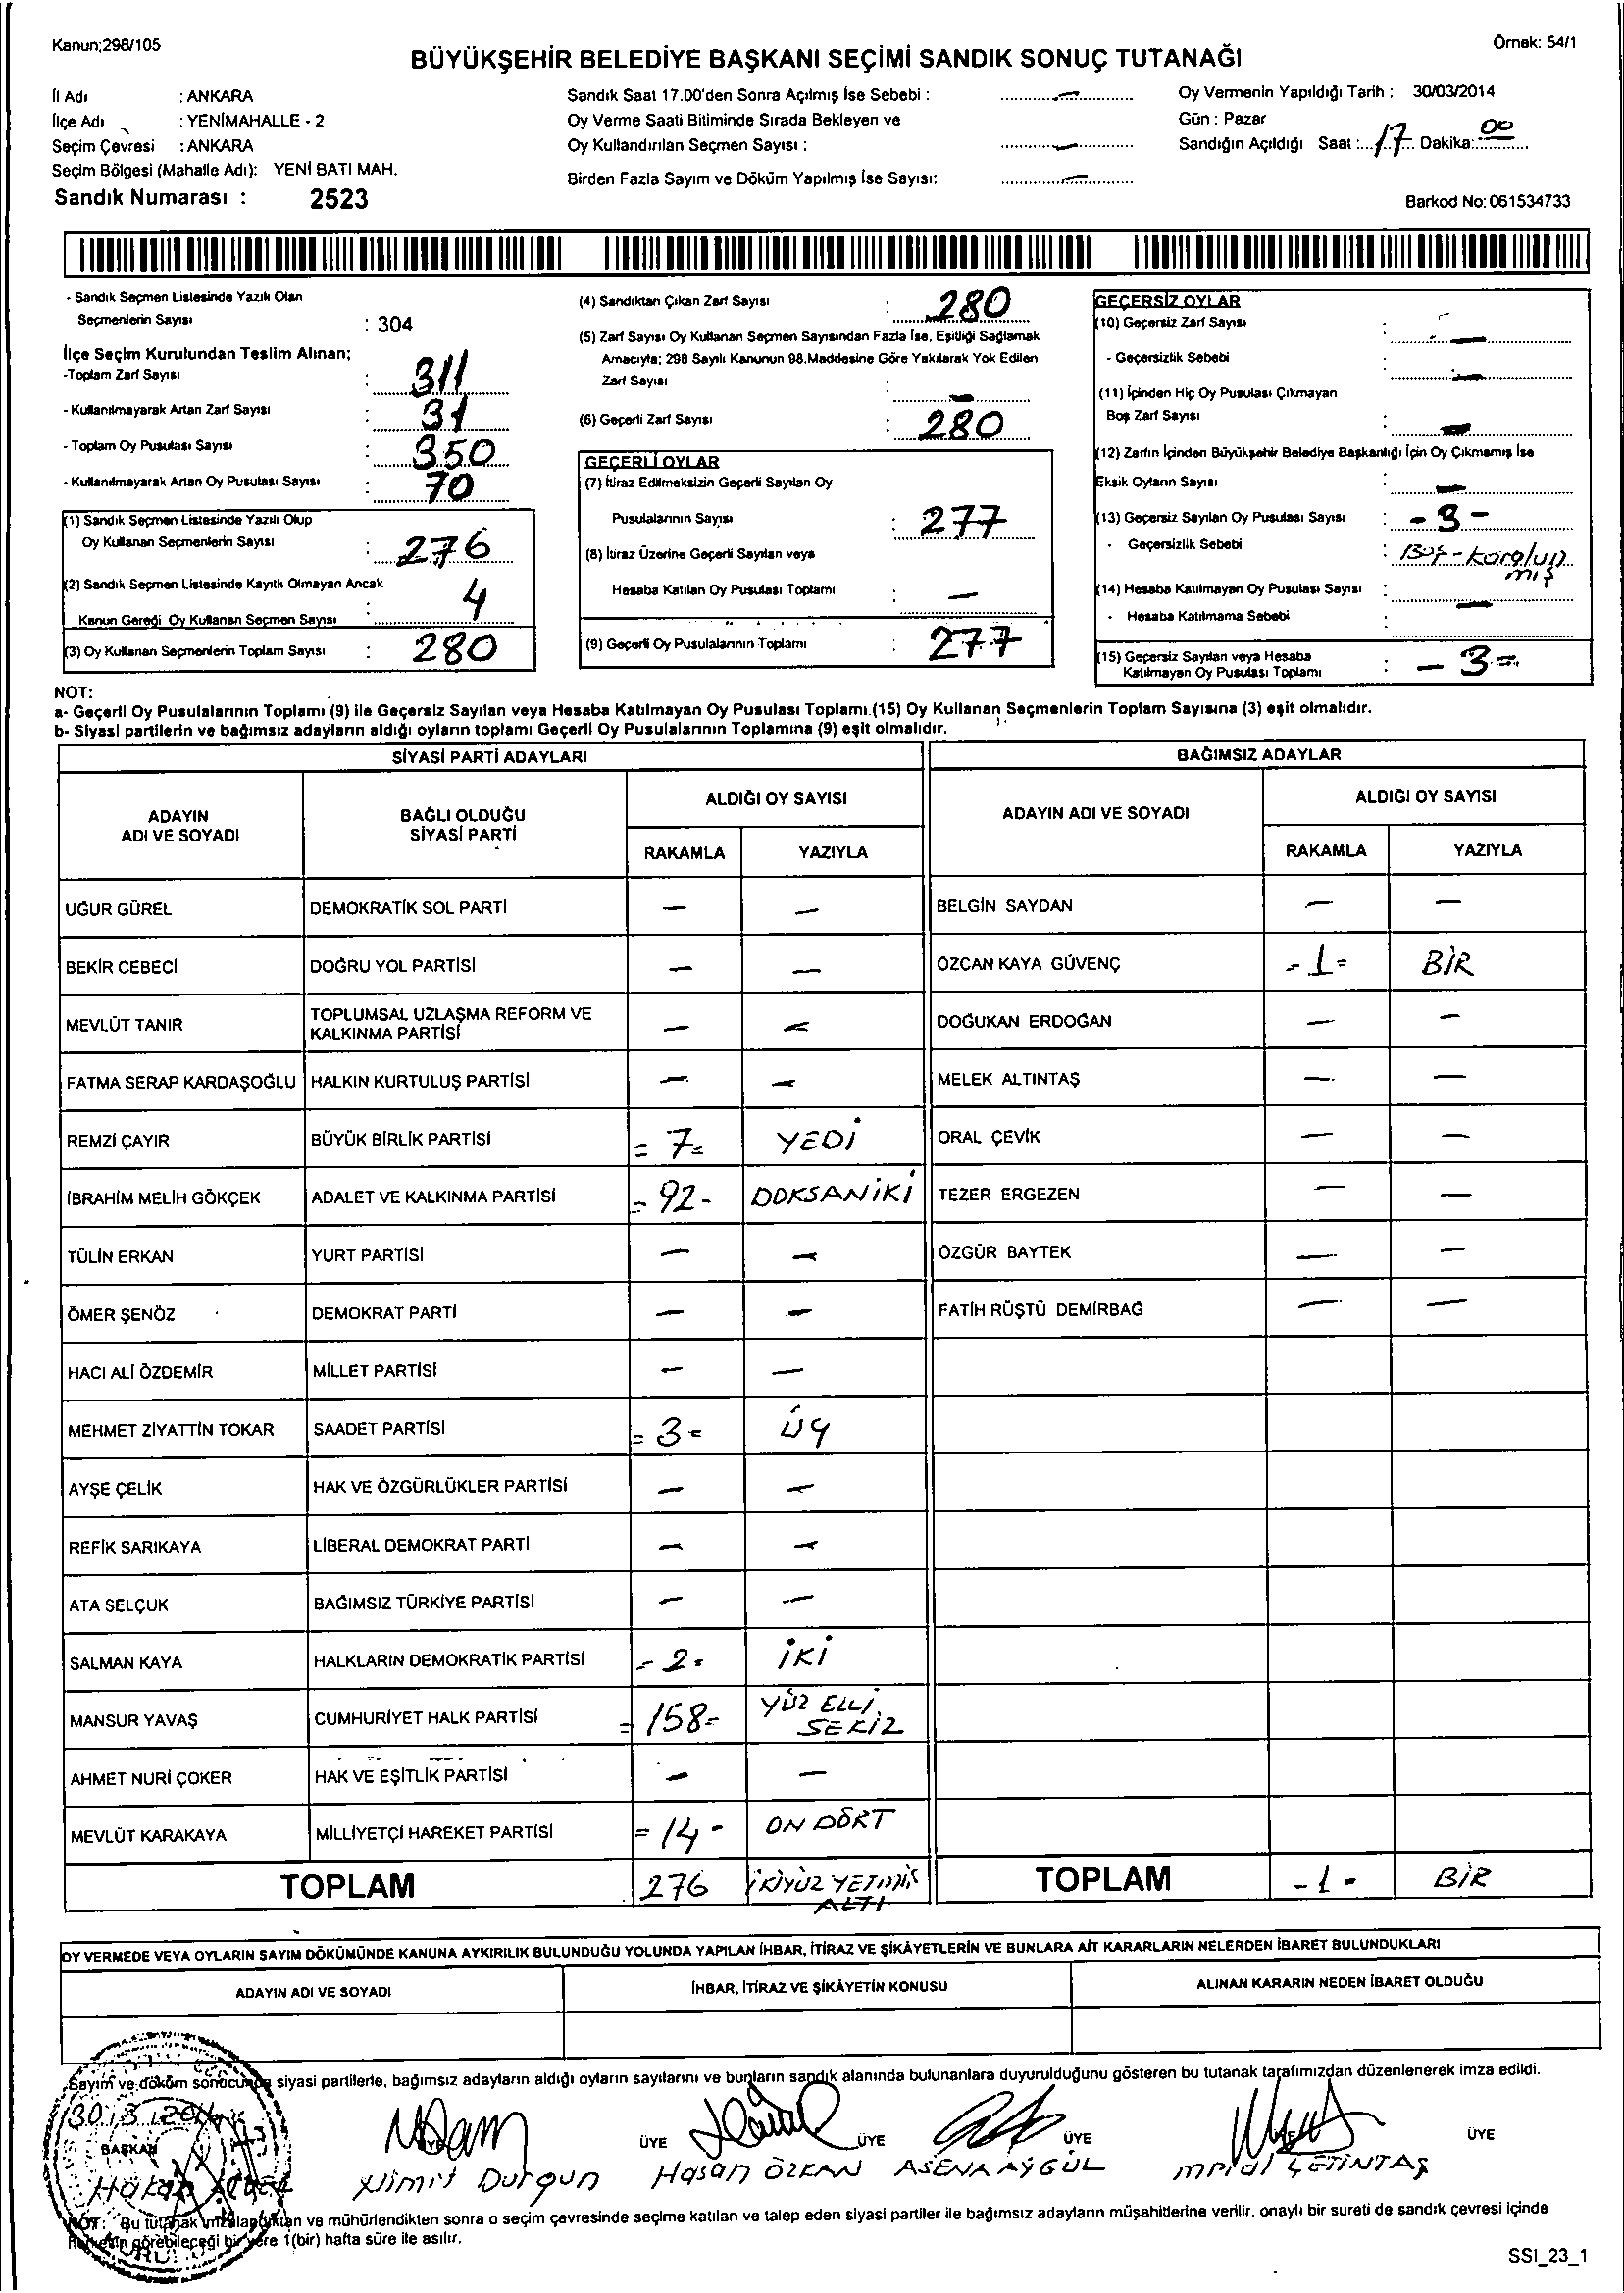 Kanun;298/105
Örnek: 54/1
BÜYÜKŞEHİR BELEDİYE BAŞKANI SEÇİMİ SANDIK SONUÇ TUTANAĞI
İl Adı : ANKARA
İlçe Adı : YENİMAHALLE - 2
Seçim Çevresi : ANKARA
Seçim Bölgesi (Mahalle Adı): YENİ BATI MAH.
Sandık Numarası : 2523
Sandık Saat 17.00'den Sonra Açılmış İse Sebebi : —
Oy Verme Saati Bitiminde Sırada Bekleyen ve
Oy Kullandırılan Seçmen Sayısı : —
Birden Fazla Sayım ve Döküm Yapılmış İse Sayısı: —
Oy Vermenin Yapıldığı Tarih : 30/03/2014
Gün : Pazar
Sandığın Açıldığı Saat : 17 Dakika: 00
Barkod No: 061534733
- Sandık Seçmen Listesinde Yazılı Olan
Seçmenlerin Sayısı : 304
İlçe Seçim Kurulundan Teslim Alınan;
-Toplam Zarf Sayısı : 311
- Kullanılmayarak Artan Zarf Sayısı : 31
- Toplam Oy Pusulası Sayısı : 350
- Kullanılmayarak Artan Oy Pusulası Sayısı : 70
(1) Sandık Seçmen Listesinde Yazılı Olup
Oy Kullanan Seçmenlerin Sayısı : 276
(2) Sandık Seçmen Listesinde Kayıtlı Olmayan Ancak
Kanun Gereği Oy Kullanan Seçmen Sayısı : 4
(3) Oy Kullanan Seçmenlerin Toplam Sayısı : 280
(4) Sandıktan Çıkan Zarf Sayısı : 280
(5) Zarf Sayısı Oy Kullanan Seçmen Sayısından Fazla İse, Eşitliği Sağlamak
Amacıyla; 298 Sayılı Kanunun 98.Maddesine Göre Yakılarak Yok Edilen
Zarf Sayısı : —
(6) Geçerli Zarf Sayısı : 280
GEÇERLİ OYLAR
(7) İtiraz Edilmeksizin Geçerli Sayılan Oy
Pusulalarının Sayısı : 277
(8) İtiraz Üzerine Geçerli Sayılan veya
Hesaba Katılan Oy Pusulası Toplamı : —
(9) Geçerli Oy Pusulalarının Toplamı : 277
GEÇERSİZ OYLAR
(10) Geçersiz Zarf Sayısı : —
- Geçersizlik Sebebi : —
(11) İçinden Hiç Oy Pusulası Çıkmayan
Boş Zarf Sayısı : —
(12) Zarfın İçinden Büyükşehir Belediye Başkanlığı İçin Oy Çıkmamış İse
Eksik Oyların Sayısı : —
(13) Geçersiz Sayılan Oy Pusulası Sayısı : - 3 -
- Geçersizlik Sebebi : Boş - karalan
mış
(14) Hesaba Katılmayan Oy Pusulası Sayısı : —
- Hesaba Katılmama Sebebi :
(15) Geçersiz Sayılan veya Hesaba
Katılmayan Oy Pusulası Toplamı : - 3 =
NOT:
a- Geçerli Oy Pusulalarının Toplamı (9) ile Geçersiz Sayılan veya Hesaba Katılmayan Oy Pusulası Toplamı (15) Oy Kullanan Seçmenlerin Toplam Sayısına (3) eşit olmalıdır.
b- Siyasi partilerin ve bağımsız adayların aldığı oyların toplamı Geçerli Oy Pusulalarının Toplamına (9) eşit olmalıdır.
SİYASİ PARTİ ADAYLARI BAĞIMSIZ ADAYLAR
ADAYIN
ADI VE SOYADI
BAĞLI OLDUĞU
SİYASİ PARTİ
ALDIĞI OY SAYISI
RAKAMLA YAZIYLA
ADAYIN ADI VE SOYADI
ALDIĞI OY SAYISI
RAKAMLA YAZIYLA
UĞUR GÜREL DEMOKRATİK SOL PARTİ — — BELGİN SAYDAN — —
BEKİR CEBECİ DOĞRU YOL PARTİSİ — — ÖZCAN KAYA GÜVENÇ - 1 = BİR
MEVLÜT TANIR TOPLUMSAL UZLAŞMA REFORM VE
KALKINMA PARTİSİ — — DOĞUKAN ERDOĞAN — —
FATMA SERAP KARDAŞOĞLU HALKIN KURTULUŞ PARTİSİ — — MELEK ALTINTAŞ — —
REMZİ ÇAYIR BÜYÜK BİRLİK PARTİSİ = 7 = YEDİ ORAL ÇEVİK — —
İBRAHİM MELİH GÖKÇEK ADALET VE KALKINMA PARTİSİ = 92 - DOKSANİKİ TEZER ERGEZEN — —
TÜLİN ERKAN YURT PARTİSİ — — ÖZGÜR BAYTEK — —
ÖMER ŞENÖZ DEMOKRAT PARTİ — — FATİH RÜŞTÜ DEMİRBAĞ — —
HACI ALİ ÖZDEMİR MİLLET PARTİSİ — —
MEHMET ZİYATTİN TOKAR SAADET PARTİSİ = 3 = ÜÇ
AYŞE ÇELİK HAK VE ÖZGÜRLÜKLER PARTİSİ — —
REFİK SARIKAYA LİBERAL DEMOKRAT PARTİ — —
ATA SELÇUK BAĞIMSIZ TÜRKİYE PARTİSİ — —
SALMAN KAYA HALKLARIN DEMOKRATİK PARTİSİ - 2 = İKİ
MANSUR YAVAŞ CUMHURİYET HALK PARTİSİ = 158 = YÜZ ELLİ
SEKİZ
AHMET NURİ ÇOKER HAK VE EŞİTLİK PARTİSİ — —
MEVLÜT KARAKAYA MİLLİYETÇİ HAREKET PARTİSİ = 14 - ON DÖRT
TOPLAM 276 İKİYÜZ YETMİŞ
ALTI
TOPLAM - 1 - BİR
OY VERMEDE VEYA OYLARIN SAYIM DÖKÜMÜNDE KANUNA AYKIRILIK BULUNDUĞU YOLUNDA YAPILAN İHBAR, İTİRAZ VE ŞİKÂYETLERİN VE BUNLARA AİT KARARLARIN NELERDEN İBARET BULUNDUKLARI
ADAYIN ADI VE SOYADI İHBAR, İTİRAZ VE ŞİKÂYETİN KONUSU ALINAN KARARIN NEDEN İBARET OLDUĞU
Sayım ve döküm sonucunda siyasi partilerle, bağımsız adayların aldığı oyların sayılarını ve bunların sandık alanında bulunanlara duyurulduğunu gösteren bu tutanak tarafımızdan düzenlenerek imza edildi.
30 / 3 / 2014
BAŞKAN ÜYE ÜYE ÜYE ÜYE ÜYE ÜYE
Hakan Ümit Durgun Hasan ÖZKAN ASENA AYGÜL ÇETİNTAŞ
NOT: Bu tutanak imzalandıktan ve mühürlendikten sonra o seçim çevresinde seçime katılan ve talep eden siyasi partiler ile bağımsız adayların müşahitlerine verilir, onaylı bir sureti de sandık çevresi içinde
herkesin görebileceği bir yere 1(bir) hafta süre ile asılır.
SSI_23_1